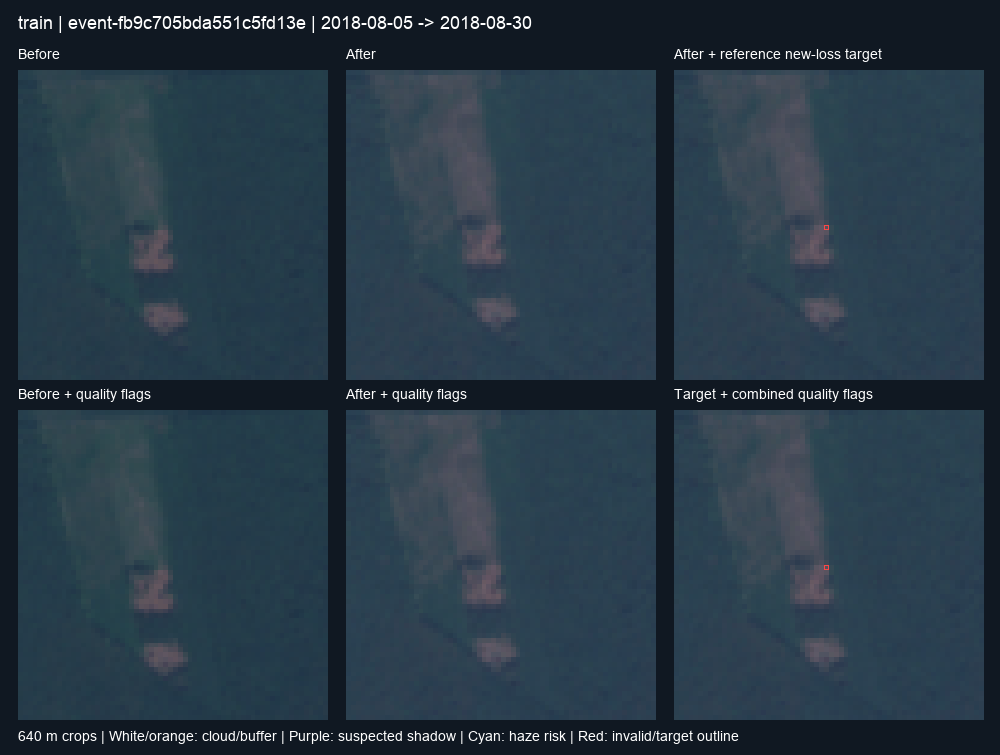 train | event-fb9c705bda551c5fd13e | 2018-08-05 -> 2018-08-30
Before
After
After + reference new-loss target
Before + quality flags
After + quality flags
Target + combined quality flags
640 m crops | White/orange: cloud/buffer | Purple: suspected shadow | Cyan: haze risk | Red: invalid/target outline